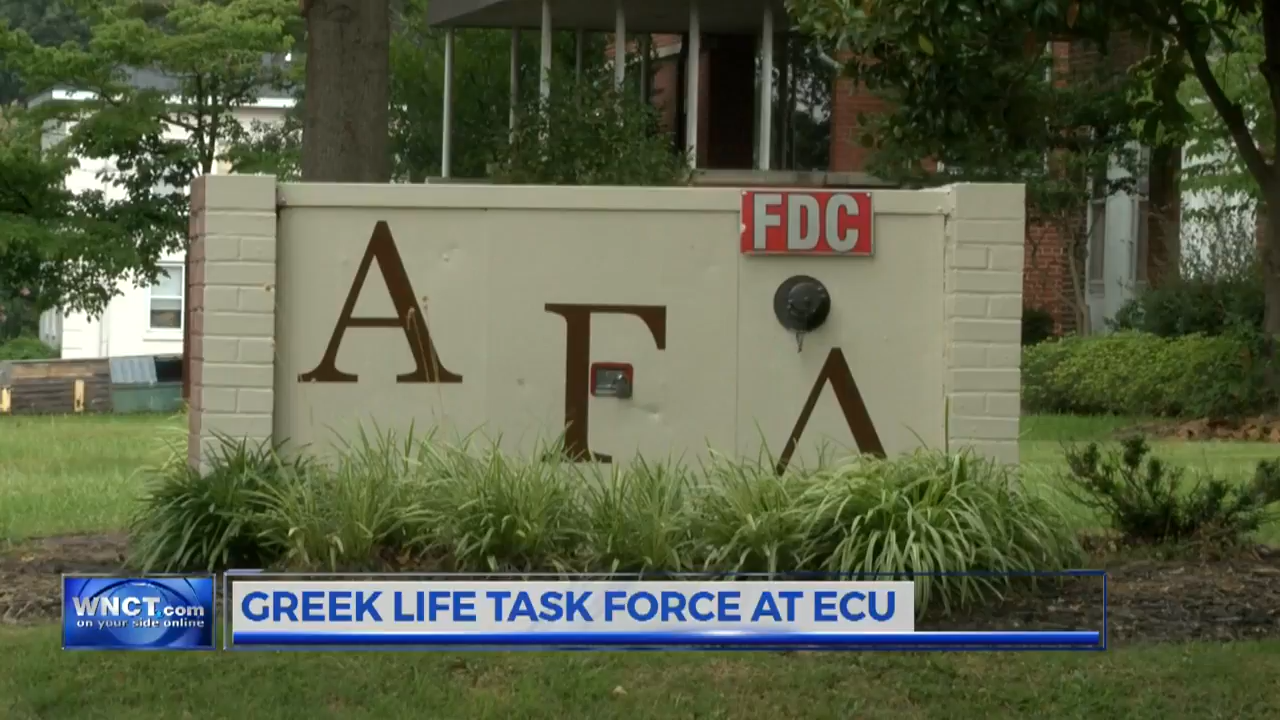 FDC
Α Γ Δ
WNCT.com
on your side online
GREEK LIFE TASK FORCE AT ECU